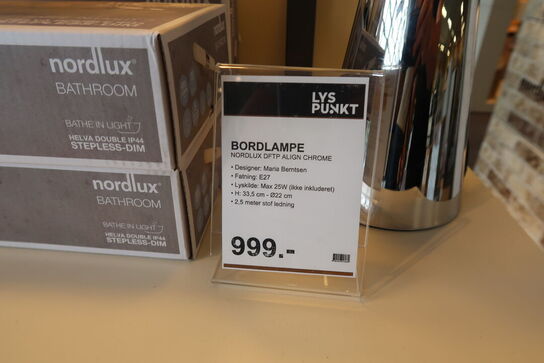 nordlux®
BATHROOM
BATHE IN LIGHT
HELVA DOUBLE IP44
STEPLESS-DIM
nordlux®
BATHROOM
BATHE IN LIGHT
HELVA DOUBLE IP44
STEPLESS-DIM
LYS
PUNKT
BORDLAMPE
NORDLUX DFTP ALIGN CHROME
• Designer: Maria Berntsen
• Fatning: E27
• Lyskilde: Max 25W (Ikke inkluderet)
• H: 33,5 cm - Ø22 cm
• 2,5 meter stof ledning
999.-